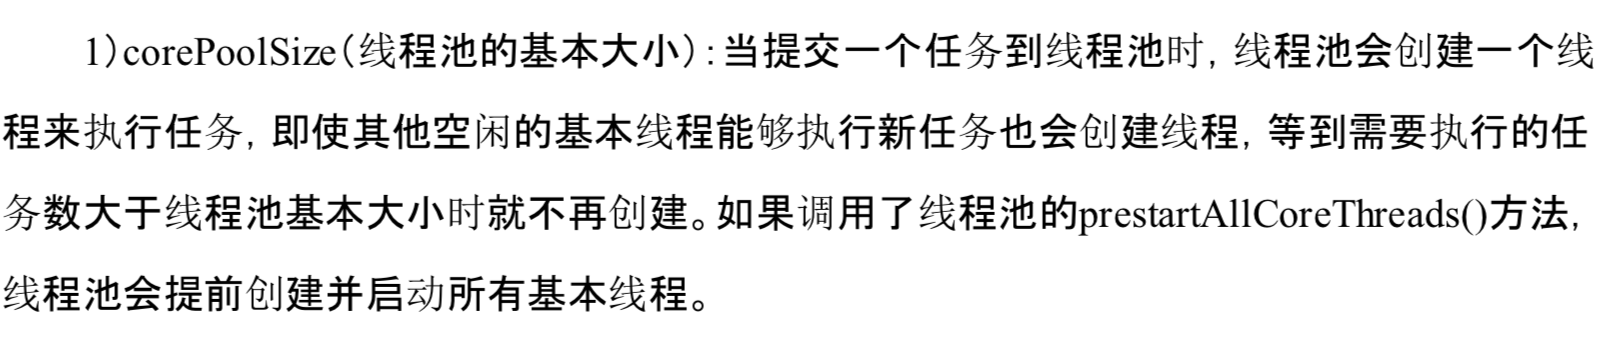 1)corePoolSize(线程池的基本大小):当提交一个任务到线程池时, 线程池会创建一个线
程来执行任务, 即使其他空闲的基本线程能够执行新任务也会创建线程, 等到需要执行的任
务数大于线程池基本大小时就不再创建。如果调用了线程池的prestartAllCoreThreads()方法,
线程池会提前创建并启动所有基本线程。